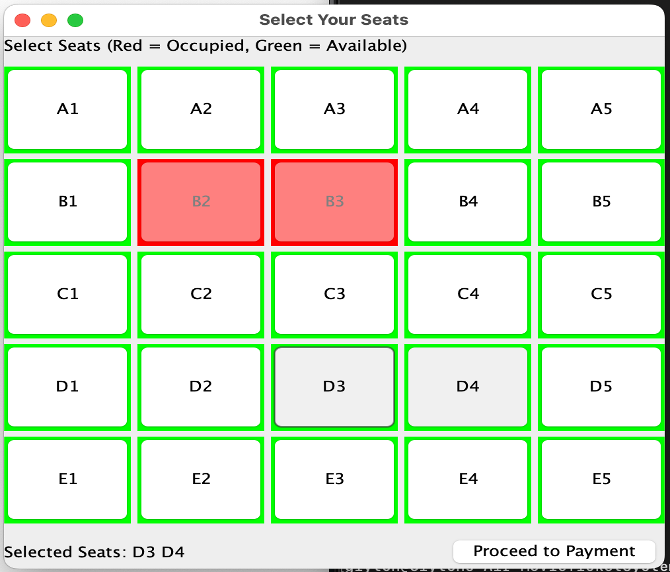 Select Your Seats
Select Seats (Red = Occupied, Green = Available)
A1 A2 A3 A4 A5
B1 B2 B3 B4 B5
C1 C2 C3 C4 C5
D1 D2 D3 D4 D5
E1 E2 E3 E4 E5
Selected Seats: D3 D4 Proceed to Payment